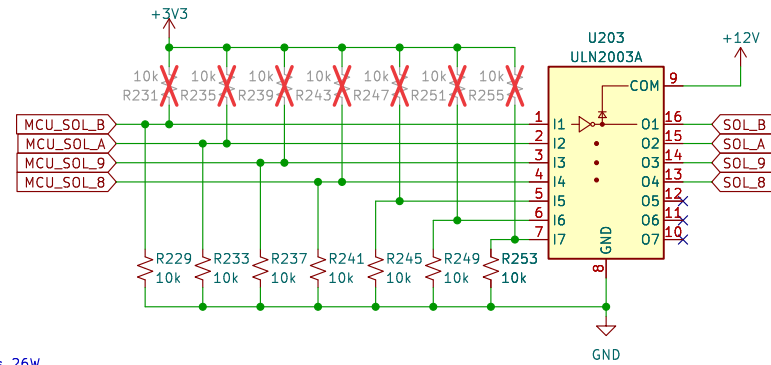 +3V3
U203
ULN2003A
+12V
10k 10k 10k 10k 10k 10k 10k
R231 R235 R239 R243 R247 R251 R255
COM 9
MCU_SOL_B 1 I1 O1 16 SOL_B
MCU_SOL_A 2 I2 O2 15 SOL_A
MCU_SOL_9 3 I3 O3 14 SOL_9
MCU_SOL_8 4 I4 O4 13 SOL_8
5 I5 O5 12
6 I6 O6 11
7 I7 O7 10
GND
8
R229 R233 R237 R241 R245 R249 R253
10k 10k 10k 10k 10k 10k 10k
GND
26W